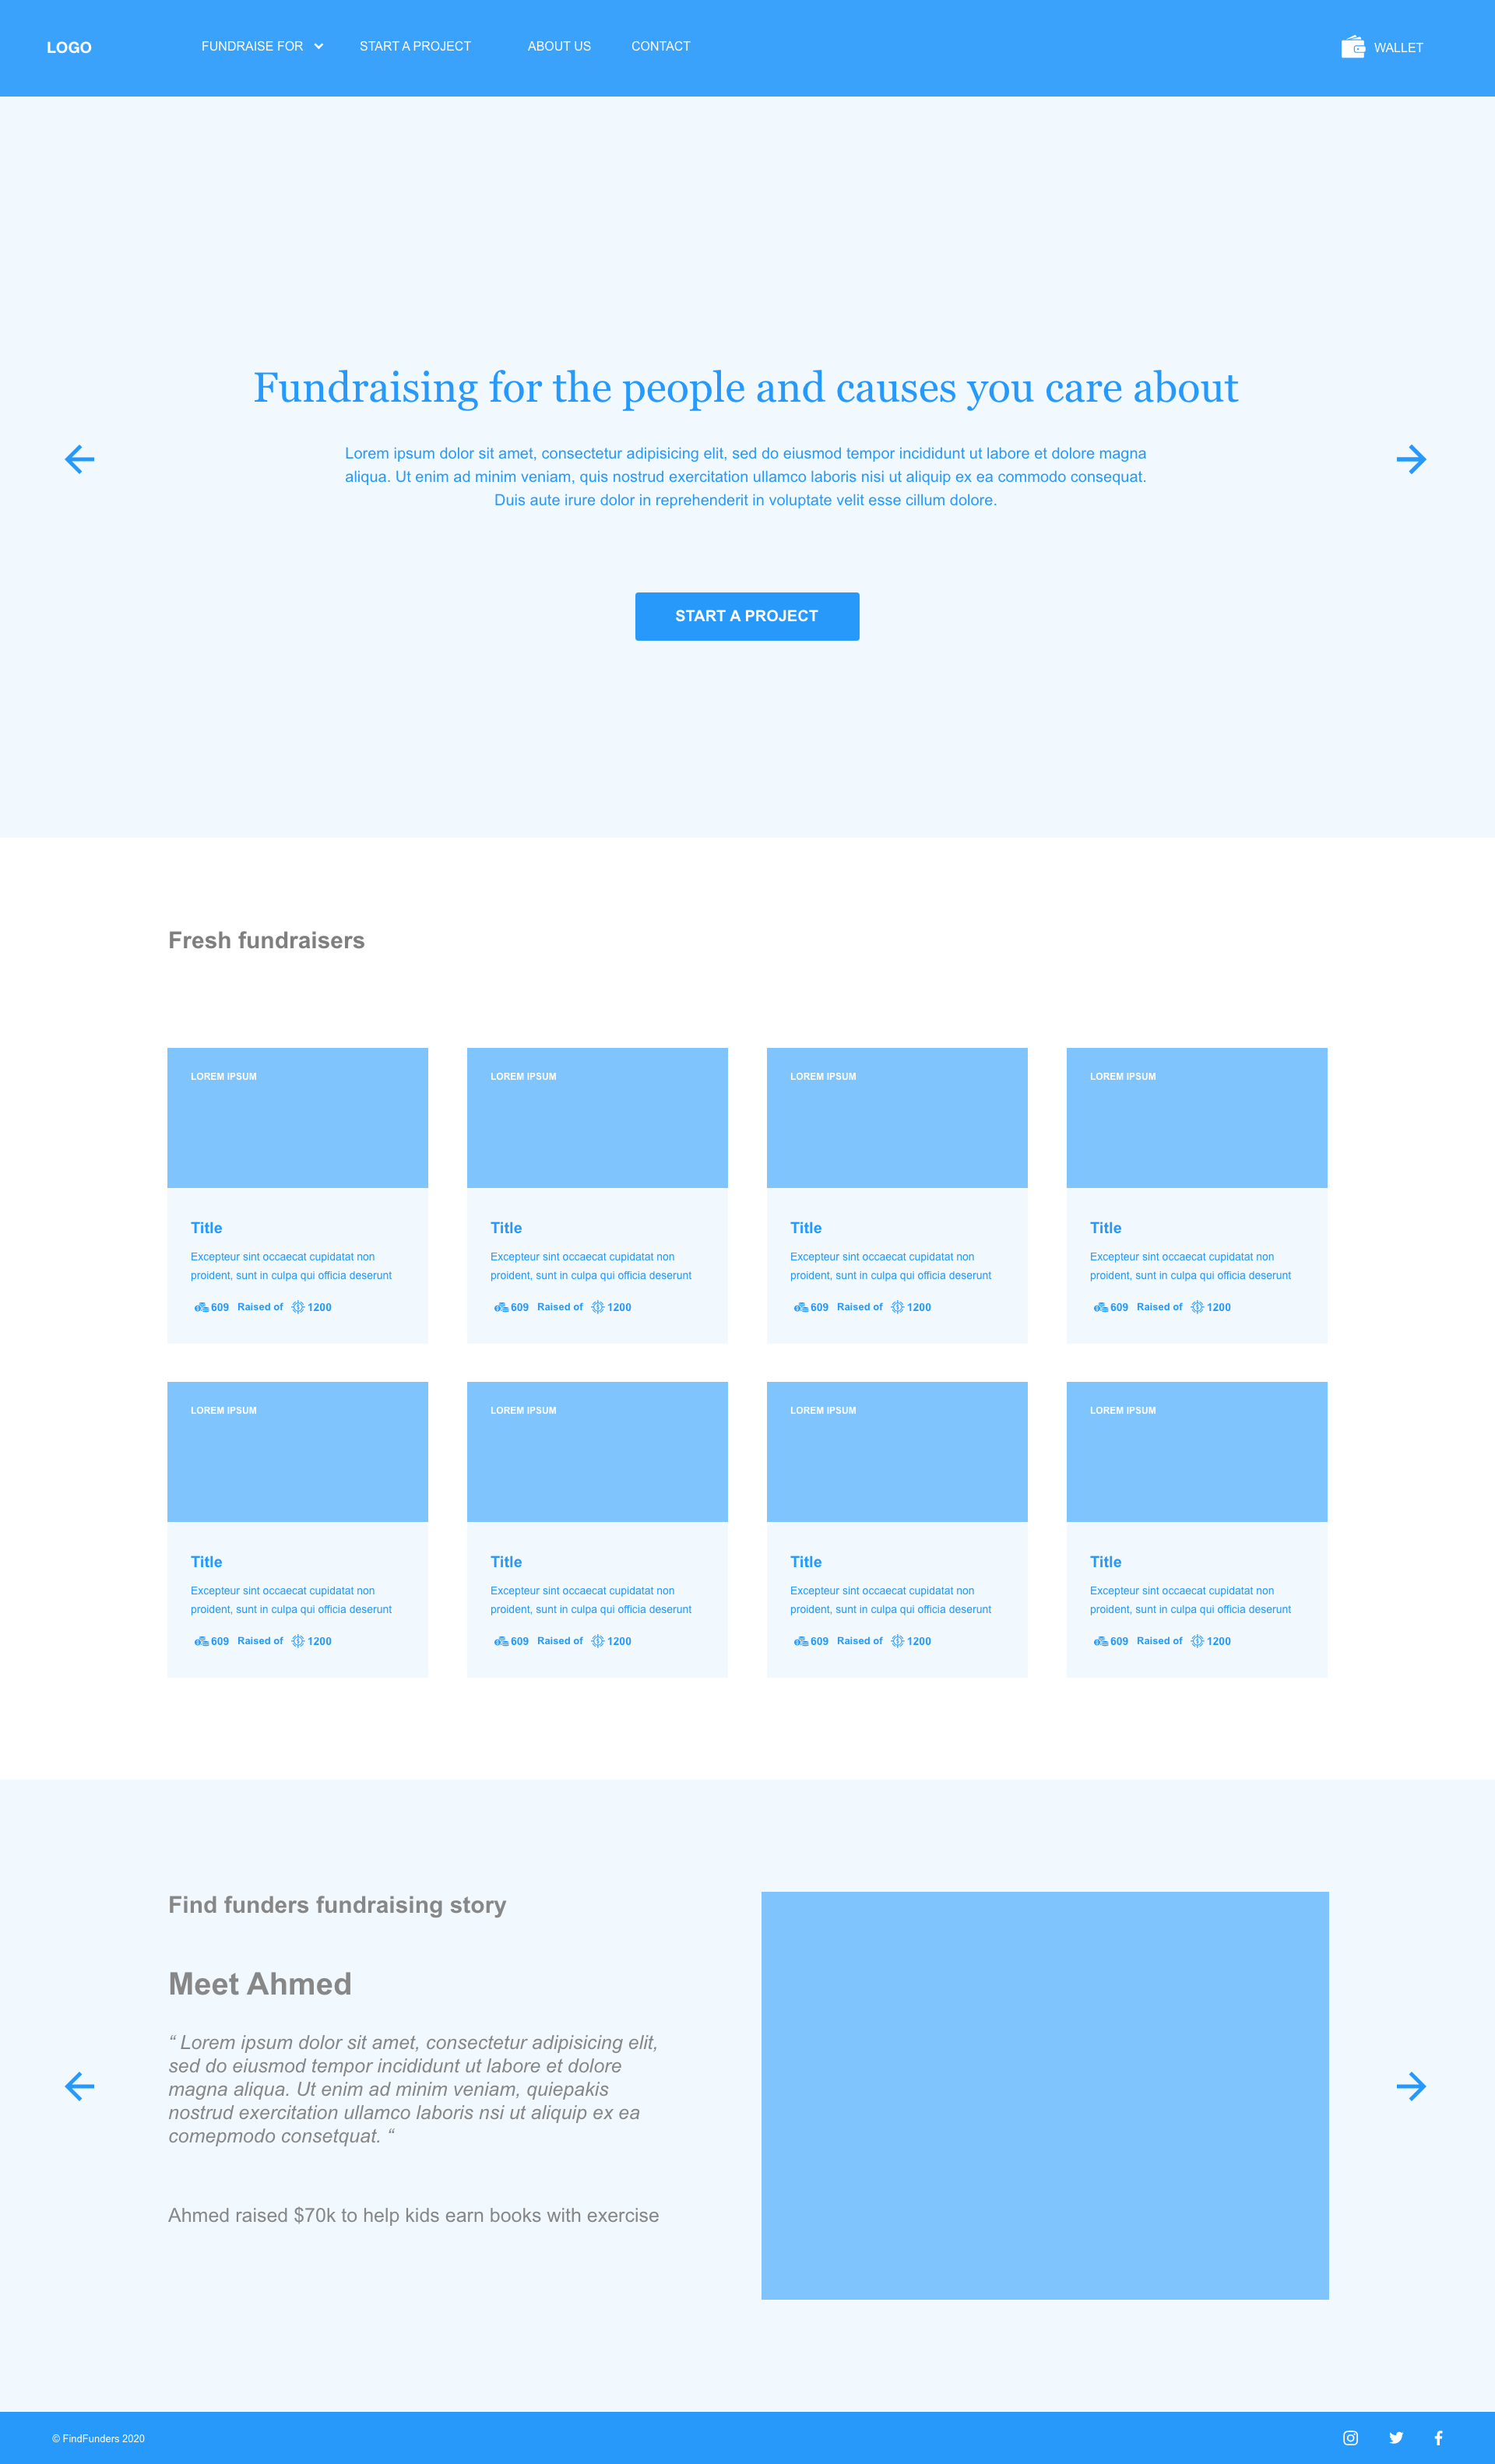 LOGO
FUNDRAISE FOR
START A PROJECT
ABOUT US
CONTACT
WALLET
Fundraising for the people and causes you care about
Lorem ipsum dolor sit amet, consectetur adipisicing elit, sed do eiusmod tempor incididunt ut labore et dolore magna
aliqua. Ut enim ad minim veniam, quis nostrud exercitation ullamco laboris nisi ut aliquip ex ea commodo consequat.
Duis aute irure dolor in reprehenderit in voluptate velit esse cillum dolore.
START A PROJECT
Fresh fundraisers
LOREM IPSUM
Title
Excepteur sint occaecat cupidatat non
proident, sunt in culpa qui officia deserunt
609 Raised of 1200
LOREM IPSUM
Title
Excepteur sint occaecat cupidatat non
proident, sunt in culpa qui officia deserunt
609 Raised of 1200
LOREM IPSUM
Title
Excepteur sint occaecat cupidatat non
proident, sunt in culpa qui officia deserunt
609 Raised of 1200
LOREM IPSUM
Title
Excepteur sint occaecat cupidatat non
proident, sunt in culpa qui officia deserunt
609 Raised of 1200
LOREM IPSUM
Title
Excepteur sint occaecat cupidatat non
proident, sunt in culpa qui officia deserunt
609 Raised of 1200
LOREM IPSUM
Title
Excepteur sint occaecat cupidatat non
proident, sunt in culpa qui officia deserunt
609 Raised of 1200
LOREM IPSUM
Title
Excepteur sint occaecat cupidatat non
proident, sunt in culpa qui officia deserunt
609 Raised of 1200
LOREM IPSUM
Title
Excepteur sint occaecat cupidatat non
proident, sunt in culpa qui officia deserunt
609 Raised of 1200
Find funders fundraising story
Meet Ahmed
“ Lorem ipsum dolor sit amet, consectetur adipisicing elit,
sed do eiusmod tempor incididunt ut labore et dolore
magna aliqua. Ut enim ad minim veniam, quiepakis
nostrud exercitation ullamco laboris nsi ut aliquip ex ea
comepmodo consetquat. “
Ahmed raised $70k to help kids earn books with exercise
© FindFunders 2020